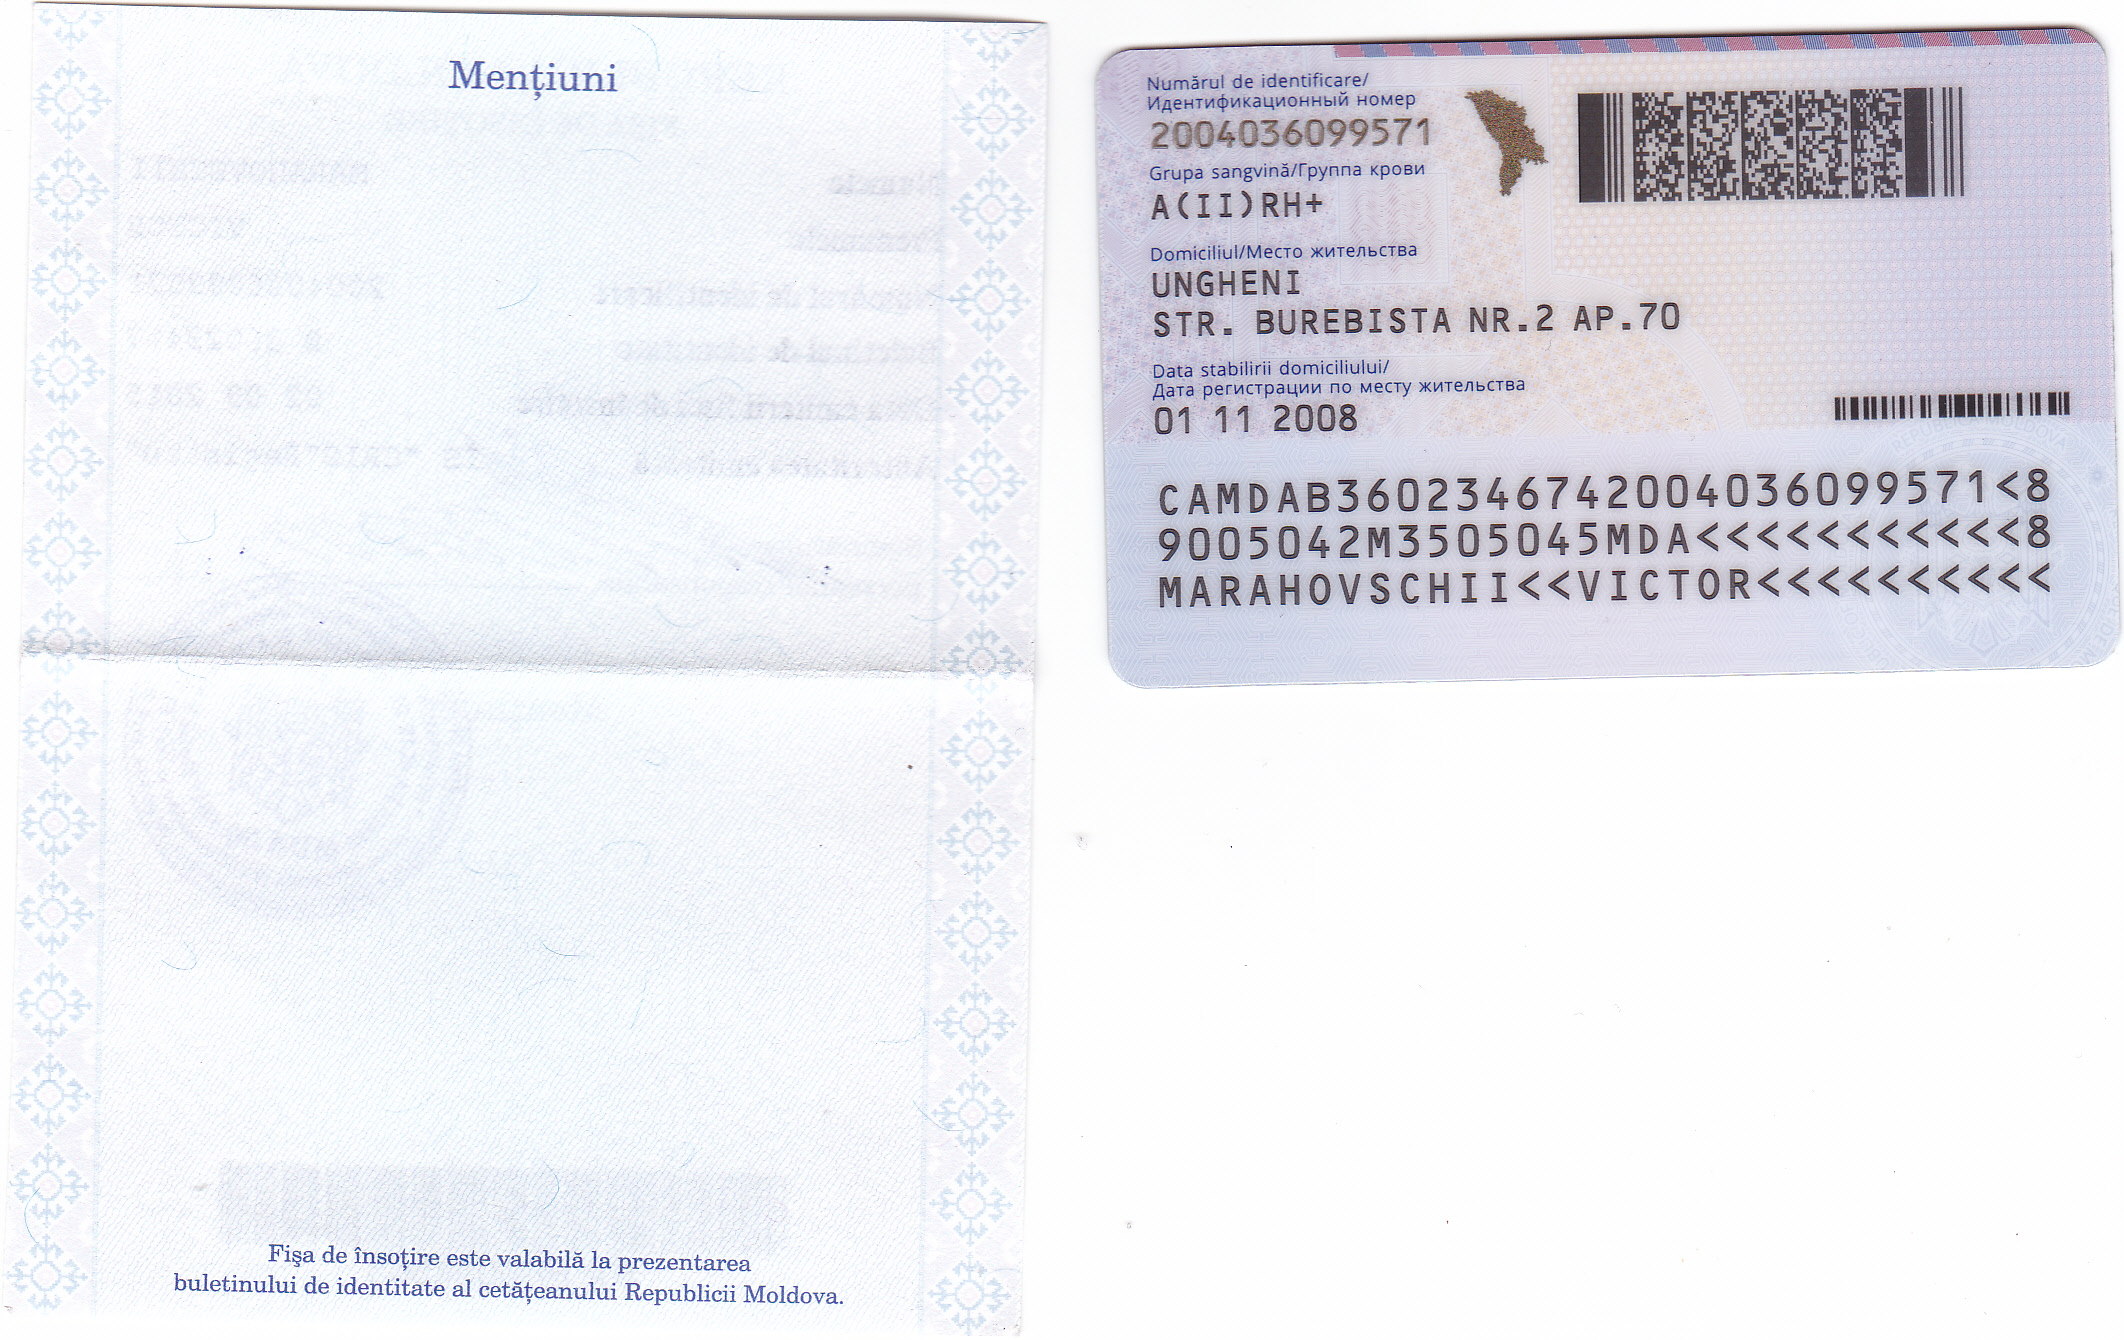 Mențiuni
Fișa de însoțire este valabilă la prezentarea
buletinului de identitate al cetățeanului Republicii Moldova.
Numărul de identificare/
Идентификационный номер
2004036099571
Grupa sangvină/Группа крови
A(II)RH+
Domiciliul/Место жительства
UNGHENI
STR. BUREBISTA NR.2 AP.70
Data stabilirii domiciliului/
Дата регистрации по месту жительства
01 11 2008
CAMDAB3602346742004036099571<8
9005042M3505045MDA<<<<<<<<<<<8
MARAHOVSCHII<<VICTOR<<<<<<<<<<